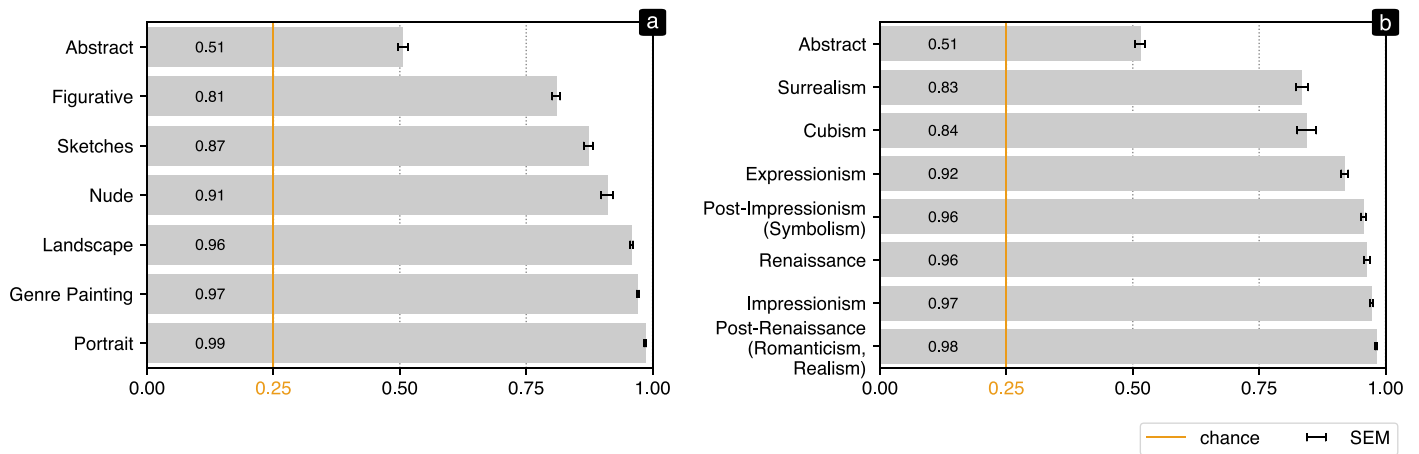 a
Abstract 0.51
Figurative 0.81
Sketches 0.87
Nude 0.91
Landscape 0.96
Genre Painting 0.97
Portrait 0.99
0.00 0.25 0.50 0.75 1.00
b
Abstract 0.51
Surrealism 0.83
Cubism 0.84
Expressionism 0.92
Post-Impressionism
(Symbolism) 0.96
Renaissance 0.96
Impressionism 0.97
Post-Renaissance
(Romanticism, 0.98
Realism)
0.00 0.25 0.50 0.75 1.00
chance SEM